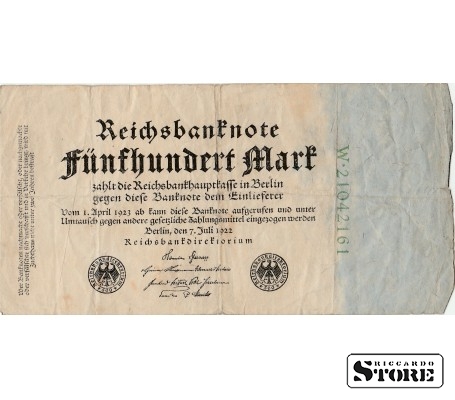 Reichsbanknote
Fünfhundert Mark
zahlt die Reichsbankhauptkasse in Berlin
gegen diese Banknote dem Einlieferer
Vom 1. April 1923 ab kann diese Banknote aufgerufen und unter
Umtausch gegen andere gesetzliche Zahlungsmittel eingezogen werden
Berlin, den 7. Juli 1922
Reichsbankdirektorium
W·21042161
RICCARDO
STORE